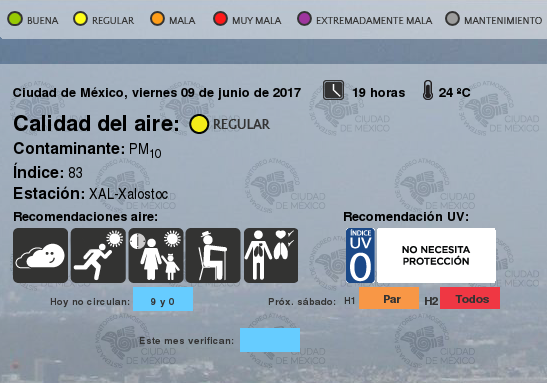 BUENA REGULAR MALA MUY MALA EXTREMADAMENTE MALA MANTENIMIENTO
Ciudad de México, viernes 09 de junio de 2017 19 horas 24 ºC
Calidad del aire: REGULAR
Contaminante: PM10
Índice: 83
Estación: XAL-Xalostoc
Recomendaciones aire: Recomendación UV:
ÍNDICE
UV
0
NO NECESITA
PROTECCIÓN
Hoy no circulan: 9 y 0 Próx. sábado: H1 Par H2 Todos
Este mes verifican: